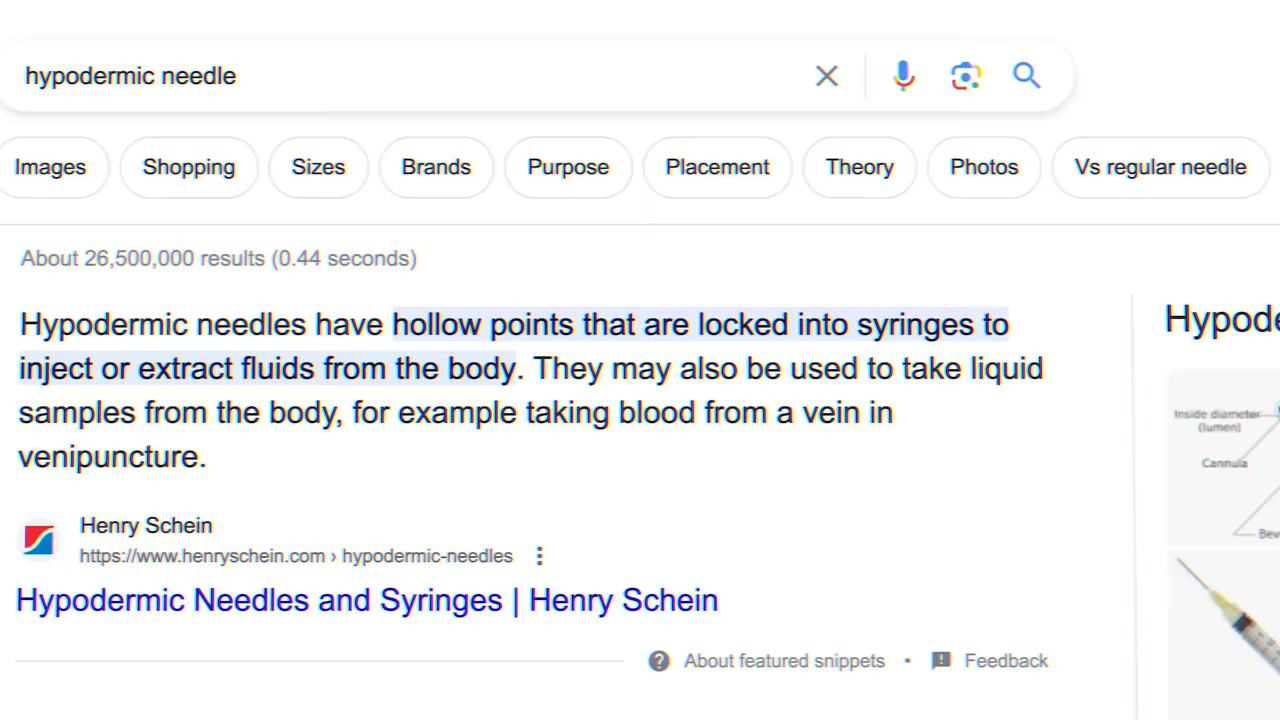 hypodermic needle
Images Shopping Sizes Brands Purpose Placement Theory Photos Vs regular needle
About 26,500,000 results (0.44 seconds)
Hypodermic needles have hollow points that are locked into syringes to
inject or extract fluids from the body. They may also be used to take liquid
samples from the body, for example taking blood from a vein in
venipuncture.
Henry Schein
https://www.henryschein.com › hypodermic-needles
Hypodermic Needles and Syringes | Henry Schein
About featured snippets • Feedback
Hypode
Inside diameter
(lumen)
Cannula
Bev